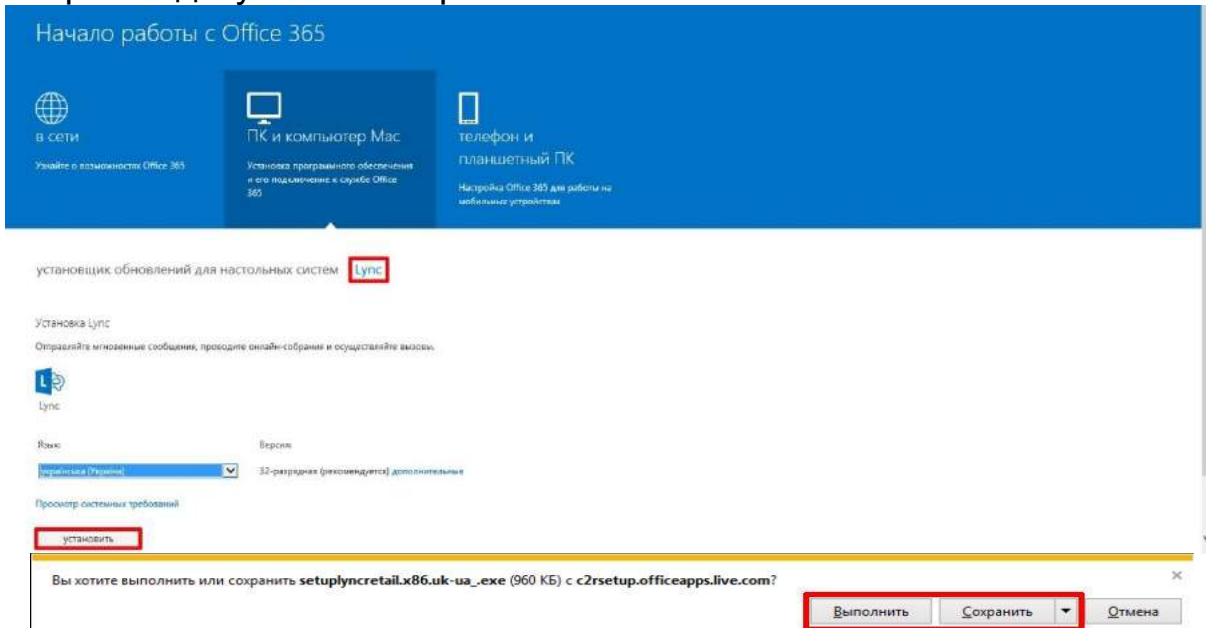 Начало работы с Office 365
в сети
Узнайте о возможностях Office 365
ПК и компьютер Mac
Установка программного обеспечения
и его подключение к службе Office
365
телефон и
планшетный ПК
Настройка Office 365 для работы на
мобильных устройствах
установщик обновлений для настольных систем Lync
Установка Lync
Отправляйте мгновенные сообщения, проводите онлайн-собрания и осуществляйте вызовы.
Lync
Язык: Версия:
українська (Україна) 32-разрядная (рекомендуется) дополнительные
Просмотр системных требований
установить
Вы хотите выполнить или сохранить setuplyncretail.x86.uk-ua_.exe (960 КБ) с c2rsetup.officeapps.live.com?
Выполнить Сохранить Отмена